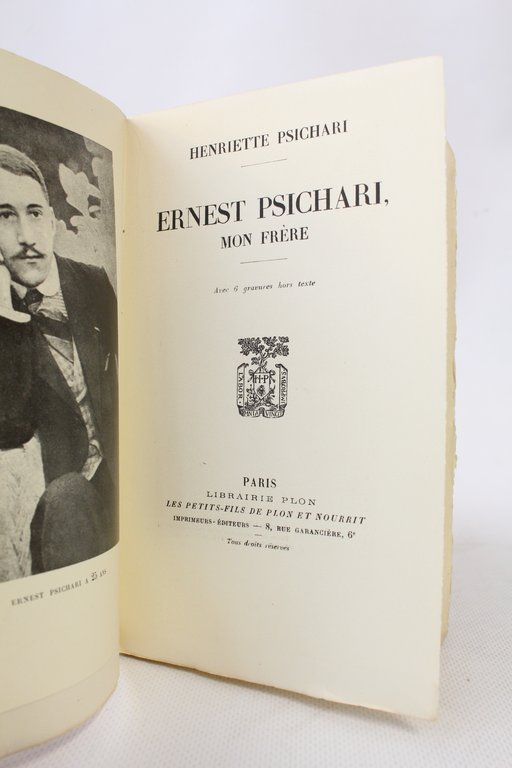 ERNEST PSICHARI A 25 ANS
HENRIETTE PSICHARI
ERNEST PSICHARI,
MON FRÈRE
Avec 6 gravures hors texte
LABOR
H·P
PARIS
LIBRAIRIE PLON
LES PETITS-FILS DE PLON ET NOURRIT
IMPRIMEURS-ÉDITEURS — 8, RUE GARANCIÈRE, 6e
Tous droits réservés